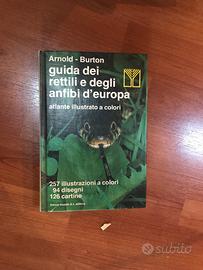 Arnold - Burton
guida dei
rettili e degli
anfibi d'europa
atlante illustrato a colori
257 illustrazioni a colori
94 disegni
126 cartine
subito